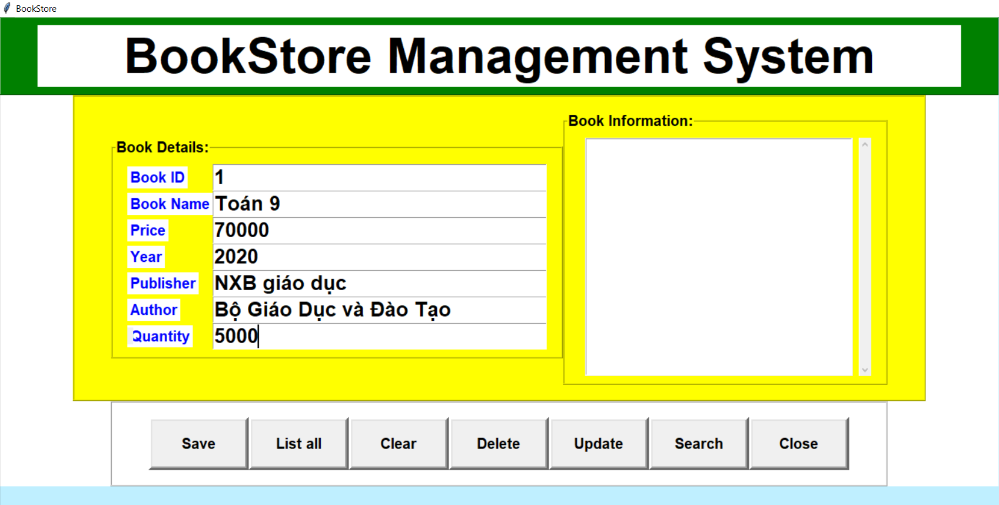 BookStore
BookStore Management System
Book Details:
Book ID 1
Book Name Toán 9
Price 70000
Year 2020
Publisher NXB giáo dục
Author Bộ Giáo Dục và Đào Tạo
Quantity 5000
Book Information:
Save List all Clear Delete Update Search Close